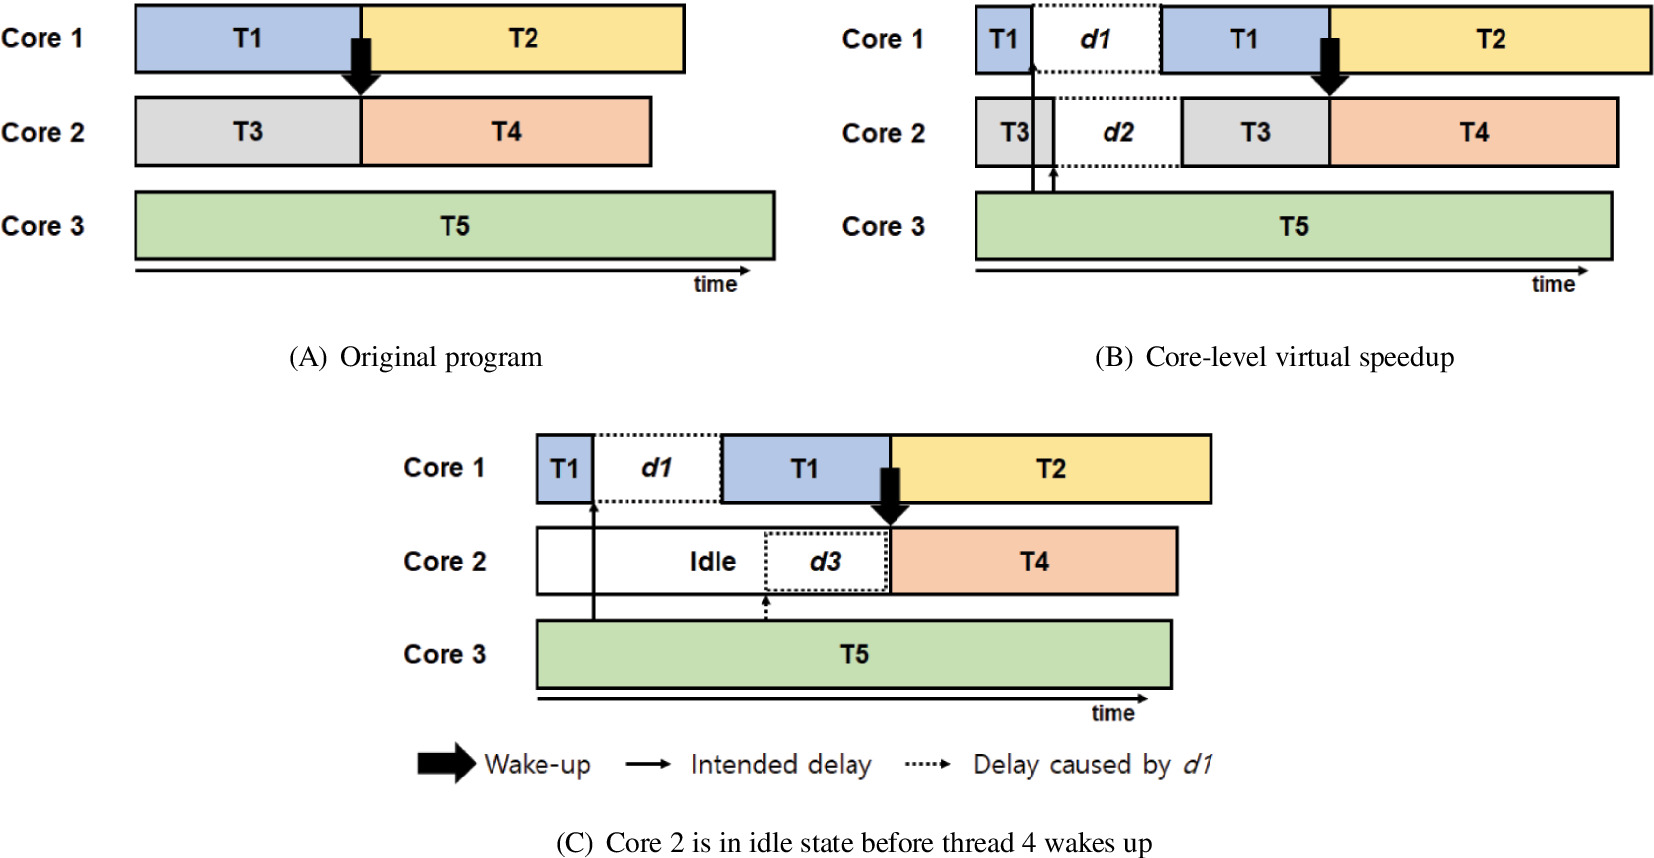 Core 1 T1 T2
Core 2 T3 T4
Core 3 T5
time
(A) Original program
Core 1 T1 d1 T1 T2
Core 2 T3 d2 T3 T4
Core 3 T5
time
(B) Core-level virtual speedup
Core 1 T1 d1 T1 T2
Core 2 Idle d3 T4
Core 3 T5
time
Wake-up Intended delay Delay caused by d1
(C) Core 2 is in idle state before thread 4 wakes up